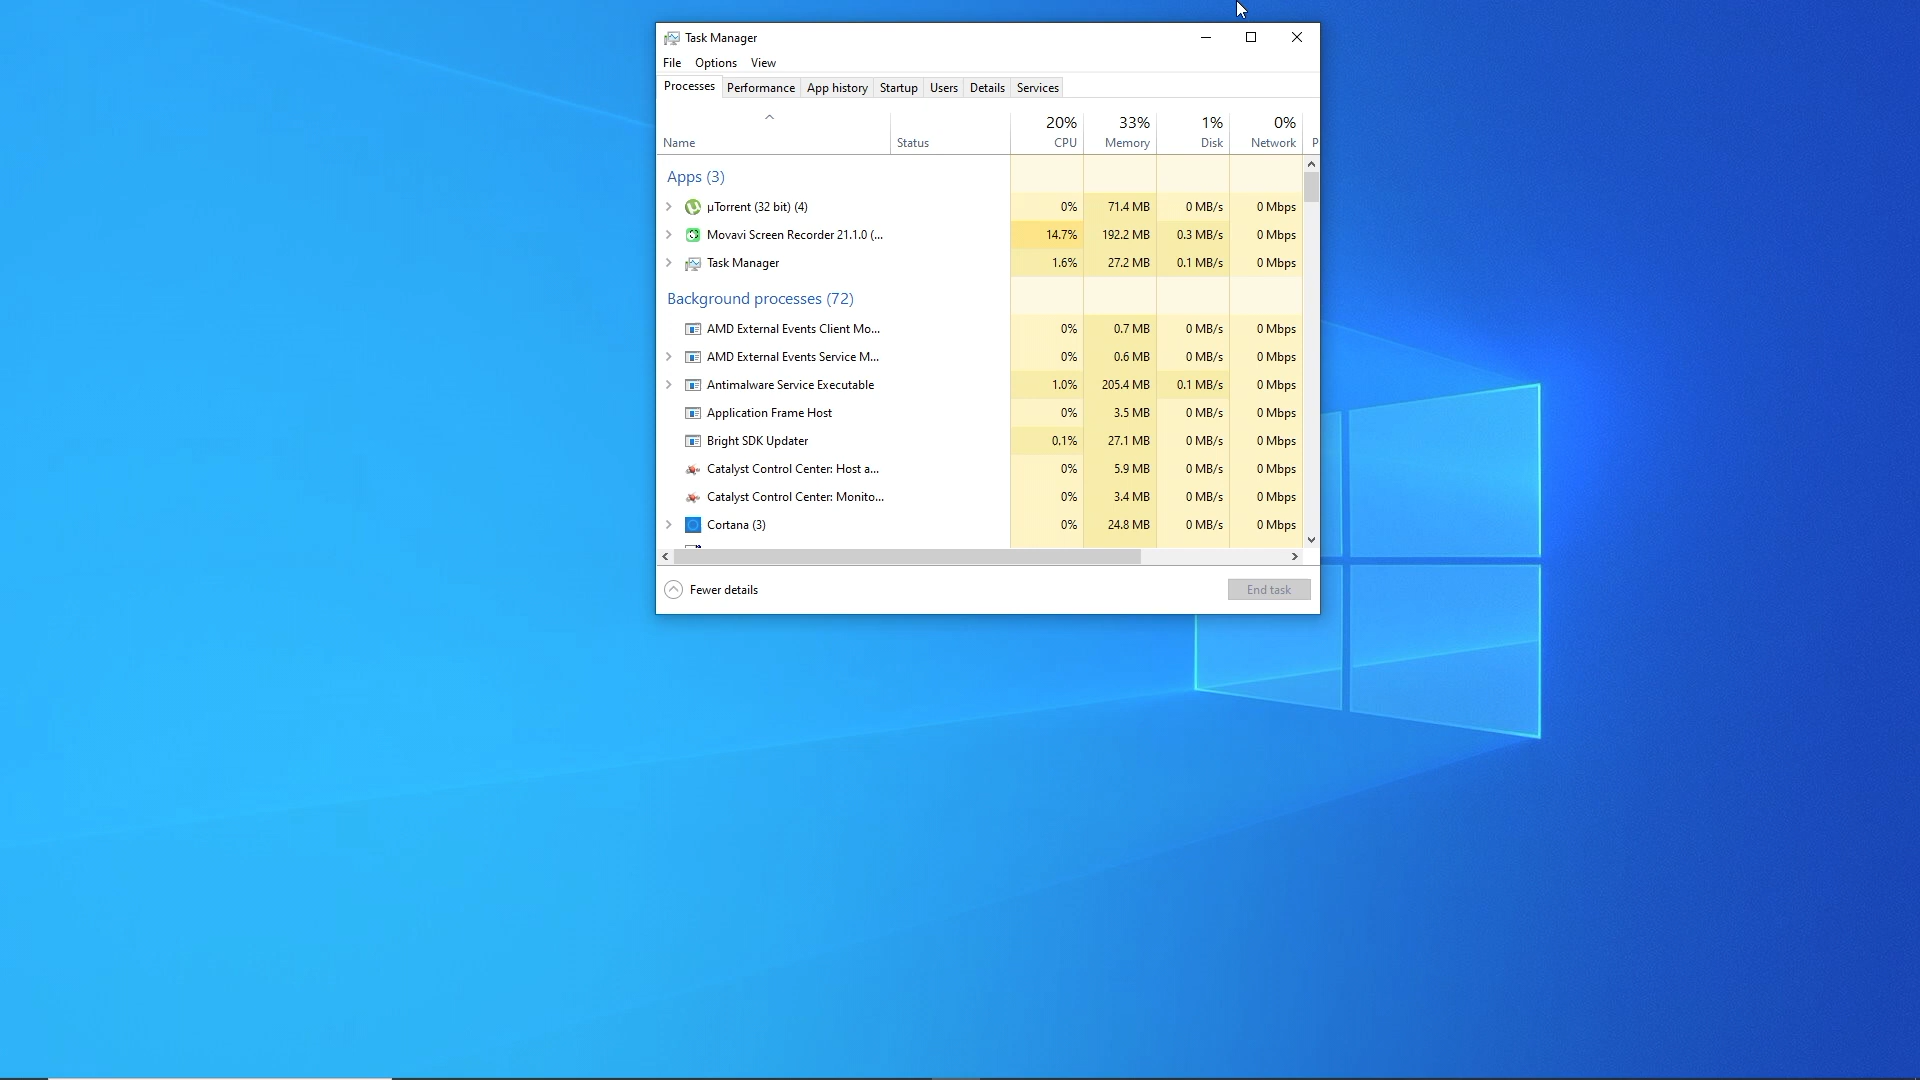 Task Manager
File Options View
Processes Performance App history Startup Users Details Services
20% 33% 1% 0%
Name Status CPU Memory Disk Network P
Apps (3)
µTorrent (32 bit) (4) 0% 71.4 MB 0 MB/s 0 Mbps
Movavi Screen Recorder 21.1.0 (... 14.7% 192.2 MB 0.3 MB/s 0 Mbps
Task Manager 1.6% 27.2 MB 0.1 MB/s 0 Mbps
Background processes (72)
AMD External Events Client Mo... 0% 0.7 MB 0 MB/s 0 Mbps
AMD External Events Service M... 0% 0.6 MB 0 MB/s 0 Mbps
Antimalware Service Executable 1.0% 205.4 MB 0.1 MB/s 0 Mbps
Application Frame Host 0% 3.5 MB 0 MB/s 0 Mbps
Bright SDK Updater 0.1% 27.1 MB 0 MB/s 0 Mbps
Catalyst Control Center: Host a... 0% 5.9 MB 0 MB/s 0 Mbps
Catalyst Control Center: Monito... 0% 3.4 MB 0 MB/s 0 Mbps
Cortana (3) 0% 24.8 MB 0 MB/s 0 Mbps
Fewer details End task